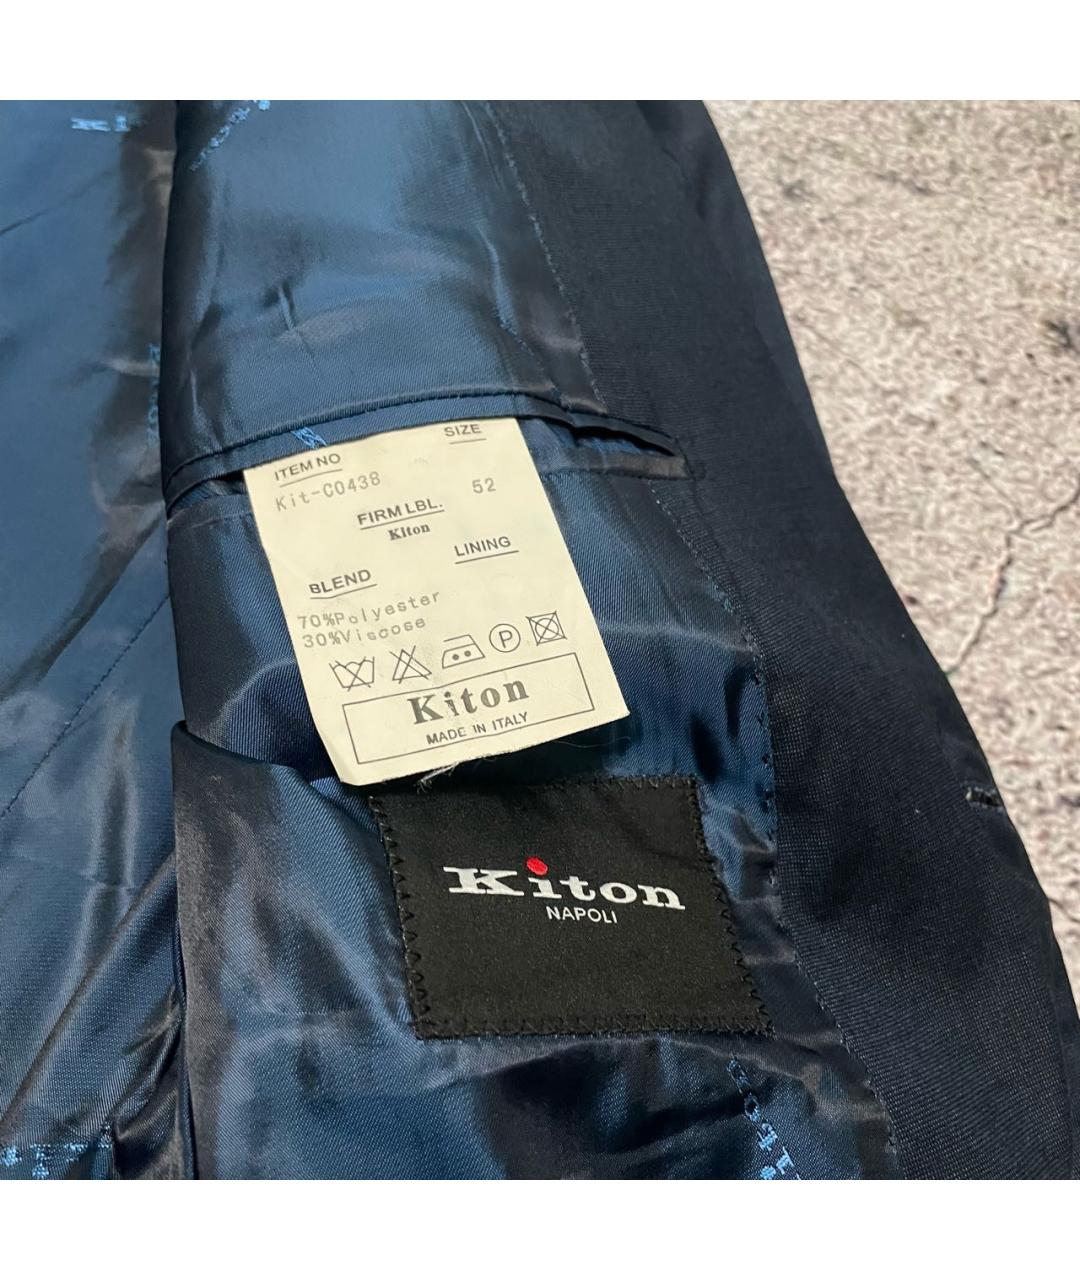 SIZE
ITEM NO
Kit-C0438
52
FIRM LBL.
Kiton
LINING
BLEND
70%Polyester
30%Viscose
P
Kiton
MADE IN ITALY
Kiton
NAPOLI